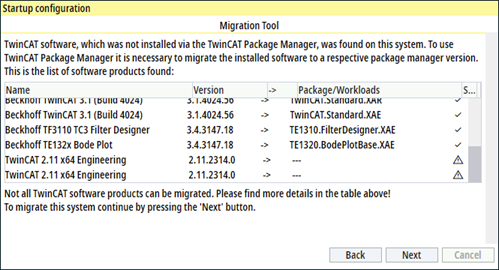 Startup configuration
Migration Tool
TwinCAT software, which was not installed via the TwinCAT Package Manager, was found on this system. To use
TwinCAT Package Manager it is necessary to migrate the installed software to a respective package manager version.
This is the list of software products found:
Name Version -> Package/Workloads S...
Beckhoff TwinCAT 3.1 (Build 4024) 3.1.4024.56 -> TwinCAT.Standard.XAR
Beckhoff TwinCAT 3.1 (Build 4024) 3.1.4024.56 -> TwinCAT.Standard.XAE
Beckhoff TF3110 TC3 Filter Designer 3.4.3147.18 -> TE1310.FilterDesigner.XAE
Beckhoff TE132x Bode Plot 3.4.3147.18 -> TE1320.BodePlotBase.XAE
TwinCAT 2.11 x64 Engineering 2.11.2314.0 -> ---
TwinCAT 2.11 x64 Engineering 2.11.2314.0 -> ---
Not all TwinCAT software products can be migrated. Please find more details in the table above!
To migrate this system continue by pressing the 'Next' button.
Back Next Cancel